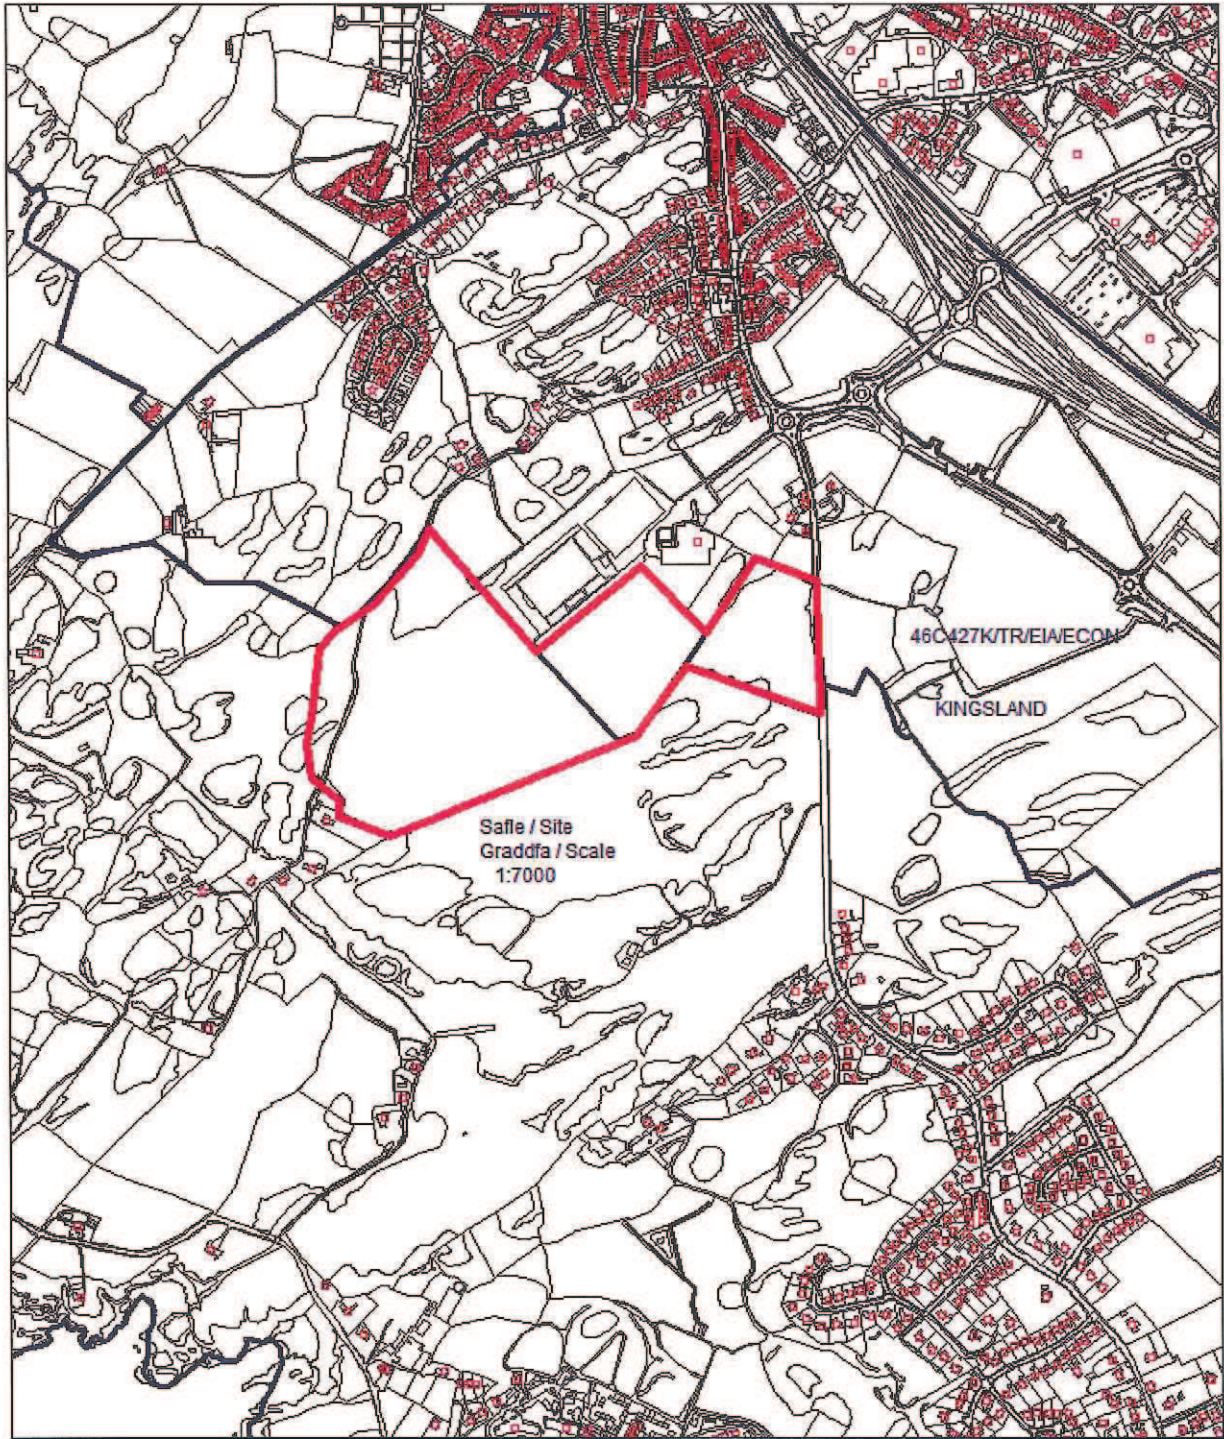 46C427K/TR/EIA/ECON
KINGSLAND
Safle / Site
Graddfa / Scale
1:7000